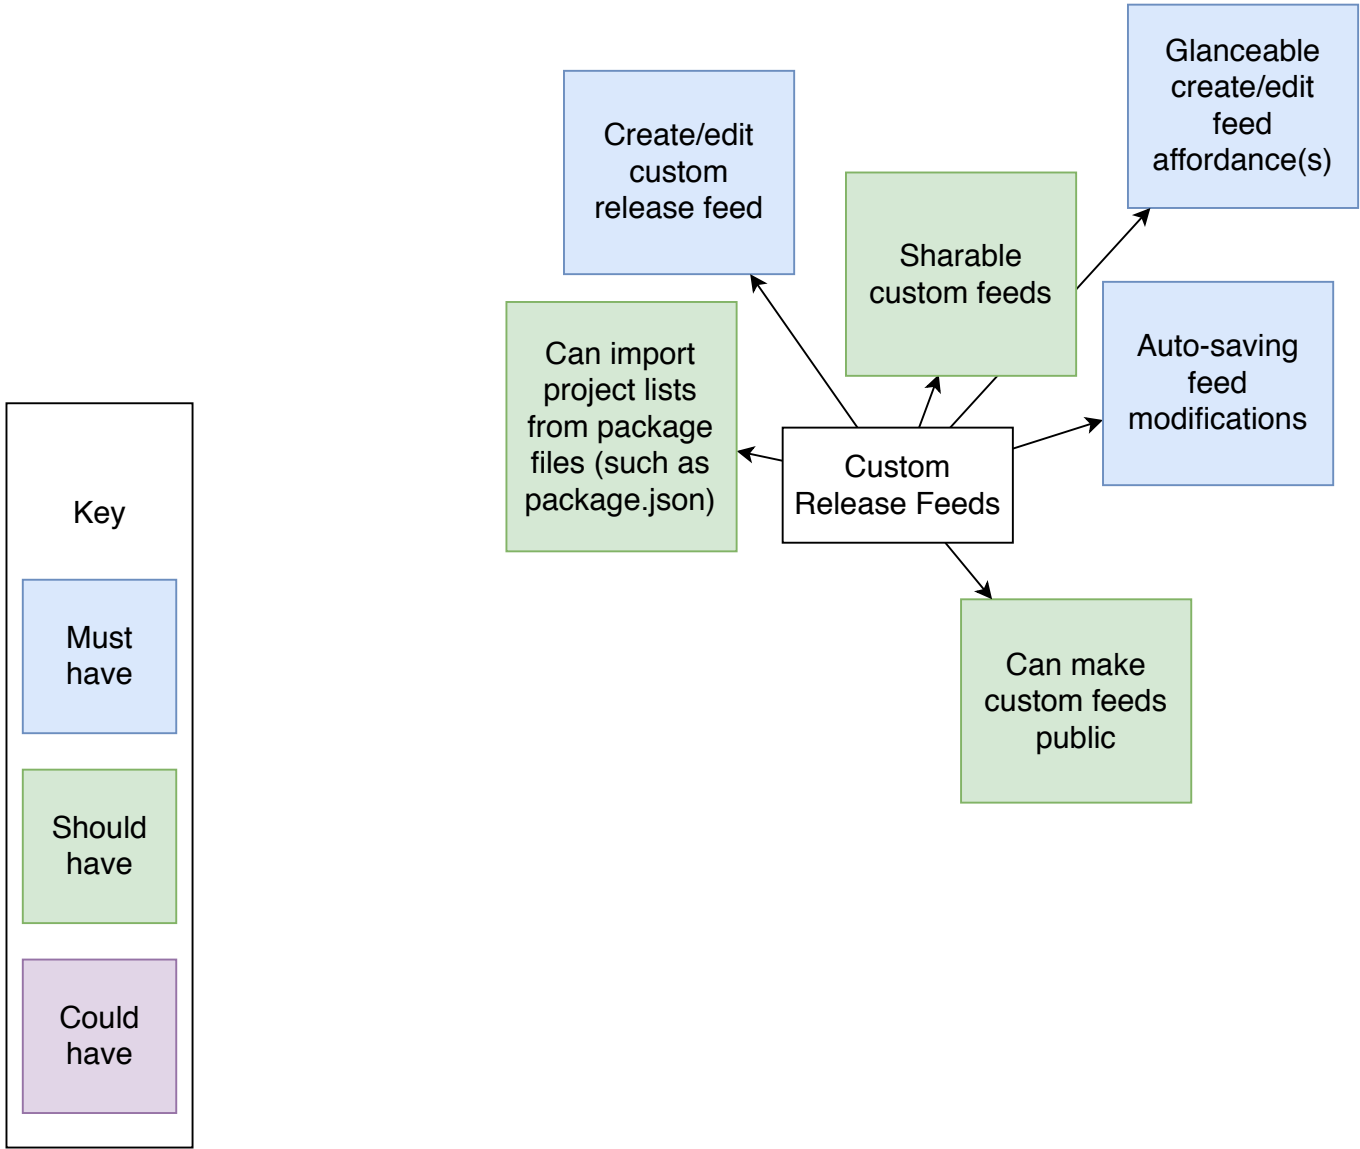 Glanceable
create/edit
feed
affordance(s)
Create/edit
custom
release feed
Sharable
custom feeds
Auto-saving
feed
modifications
Can import
project lists
from package
files (such as
package.json)
Custom
Release Feeds
Can make
custom feeds
public
Key
Must
have
Should
have
Could
have